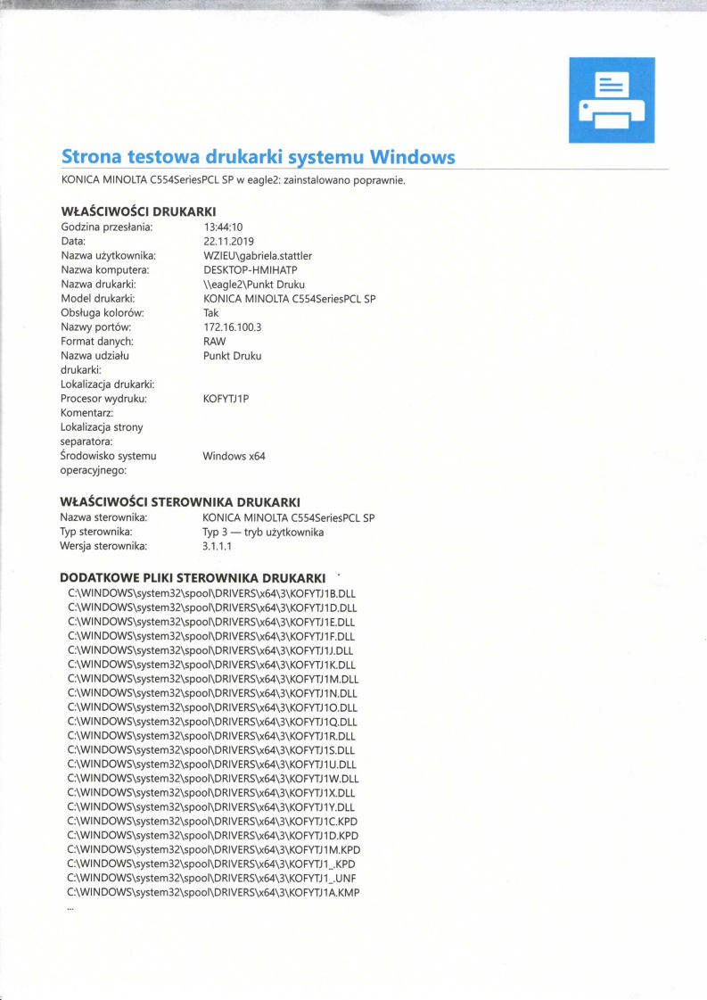 Strona testowa drukarki systemu Windows
KONICA MINOLTA C554SeriesPCL SP w eagle2: zainstalowano poprawnie.
WŁAŚCIWOŚCI DRUKARKI
Godzina przesłania: 13:44:10
Data: 22.11.2019
Nazwa użytkownika: WZIEU\gabriela.stattler
Nazwa komputera: DESKTOP-HMIHATP
Nazwa drukarki: \\eagle2\Punkt Druku
Model drukarki: KONICA MINOLTA C554SeriesPCL SP
Obsługa kolorów: Tak
Nazwy portów: 172.16.100.3
Format danych: RAW
Nazwa udziału Punkt Druku
drukarki:
Lokalizacja drukarki:
Procesor wydruku: KOFYTJ1P
Komentarz:
Lokalizacja strony
separatora:
Środowisko systemu Windows x64
operacyjnego:
WŁAŚCIWOŚCI STEROWNIKA DRUKARKI
Nazwa sterownika: KONICA MINOLTA C554SeriesPCL SP
Typ sterownika: Typ 3 — tryb użytkownika
Wersja sterownika: 3.1.1.1
DODATKOWE PLIKI STEROWNIKA DRUKARKI
C:\WINDOWS\system32\spool\DRIVERS\x64\3\KOFYTJ1B.DLL
C:\WINDOWS\system32\spool\DRIVERS\x64\3\KOFYTJ1D.DLL
C:\WINDOWS\system32\spool\DRIVERS\x64\3\KOFYTJ1E.DLL
C:\WINDOWS\system32\spool\DRIVERS\x64\3\KOFYTJ1F.DLL
C:\WINDOWS\system32\spool\DRIVERS\x64\3\KOFYTJ1J.DLL
C:\WINDOWS\system32\spool\DRIVERS\x64\3\KOFYTJ1K.DLL
C:\WINDOWS\system32\spool\DRIVERS\x64\3\KOFYTJ1M.DLL
C:\WINDOWS\system32\spool\DRIVERS\x64\3\KOFYTJ1N.DLL
C:\WINDOWS\system32\spool\DRIVERS\x64\3\KOFYTJ1O.DLL
C:\WINDOWS\system32\spool\DRIVERS\x64\3\KOFYTJ1Q.DLL
C:\WINDOWS\system32\spool\DRIVERS\x64\3\KOFYTJ1R.DLL
C:\WINDOWS\system32\spool\DRIVERS\x64\3\KOFYTJ1S.DLL
C:\WINDOWS\system32\spool\DRIVERS\x64\3\KOFYTJ1U.DLL
C:\WINDOWS\system32\spool\DRIVERS\x64\3\KOFYTJ1W.DLL
C:\WINDOWS\system32\spool\DRIVERS\x64\3\KOFYTJ1X.DLL
C:\WINDOWS\system32\spool\DRIVERS\x64\3\KOFYTJ1Y.DLL
C:\WINDOWS\system32\spool\DRIVERS\x64\3\KOFYTJ1C.KPD
C:\WINDOWS\system32\spool\DRIVERS\x64\3\KOFYTJ1D.KPD
C:\WINDOWS\system32\spool\DRIVERS\x64\3\KOFYTJ1M.KPD
C:\WINDOWS\system32\spool\DRIVERS\x64\3\KOFYTJ1_.KPD
C:\WINDOWS\system32\spool\DRIVERS\x64\3\KOFYTJ1_.UNF
C:\WINDOWS\system32\spool\DRIVERS\x64\3\KOFYTJ1A.KMP
...